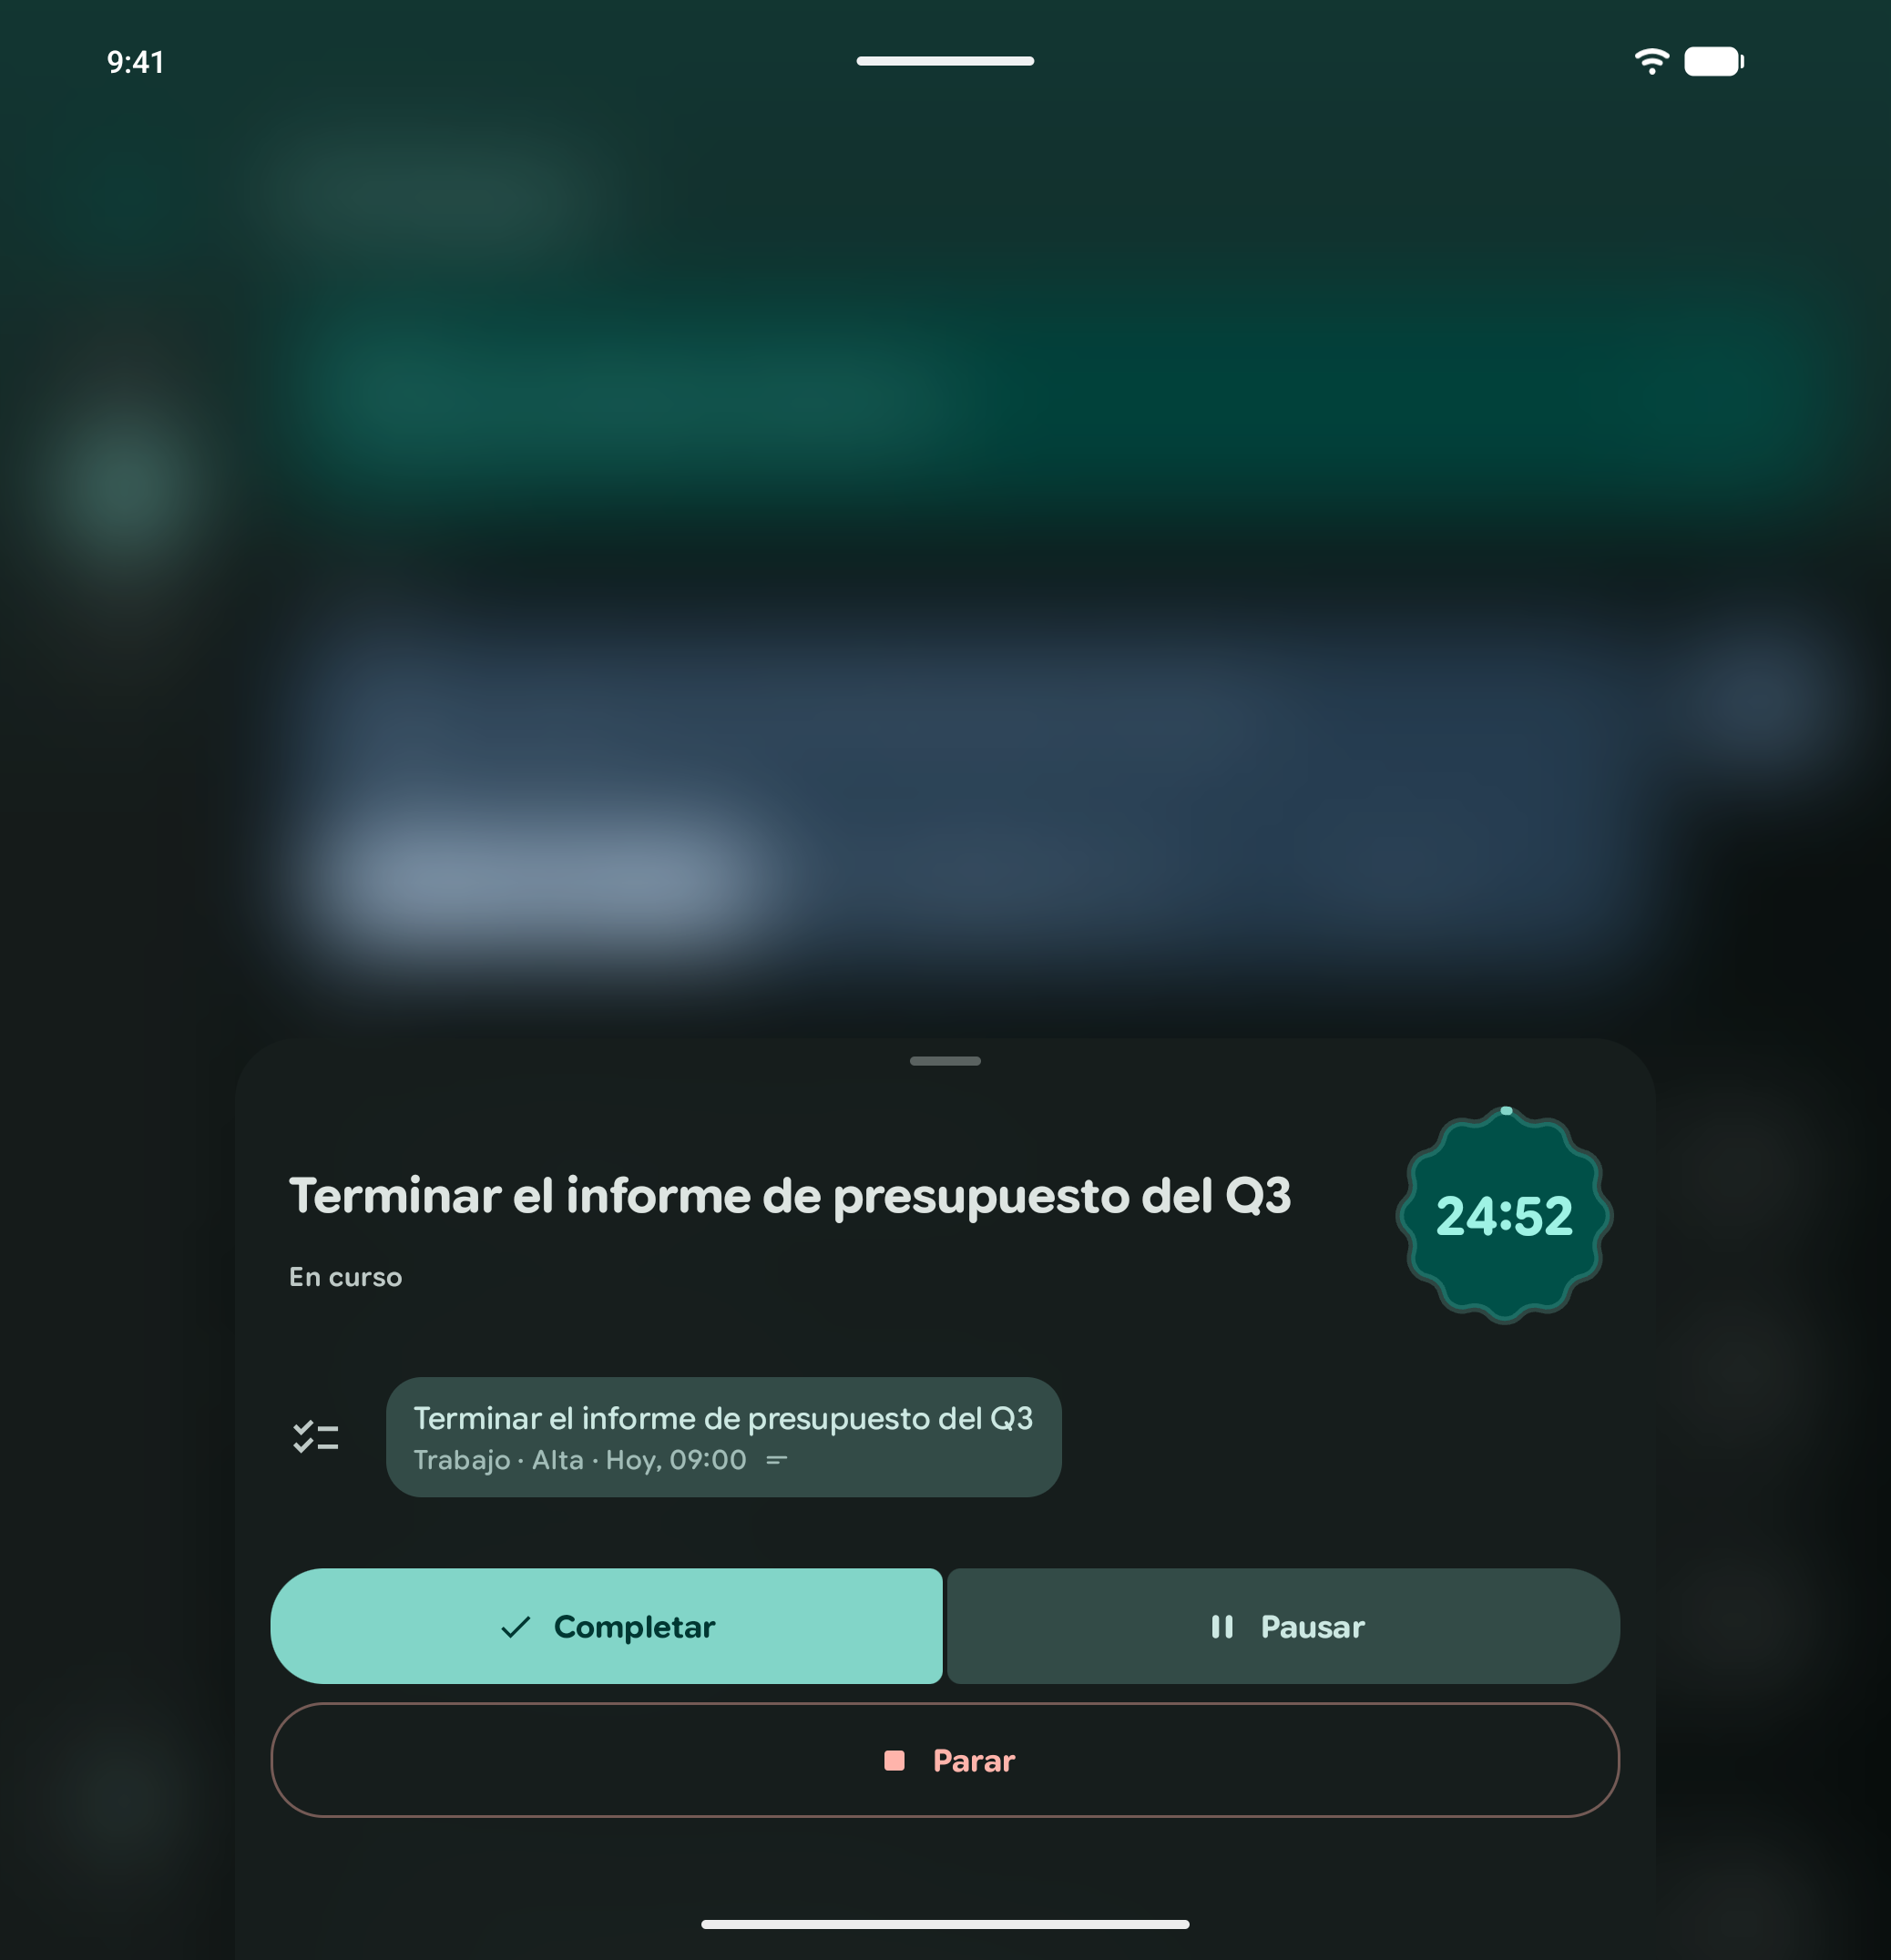 9:41
Terminar el informe de presupuesto del Q3
24:52
En curso
Terminar el informe de presupuesto del Q3
Trabajo · Alta · Hoy, 09:00
Completar
Pausar
Parar